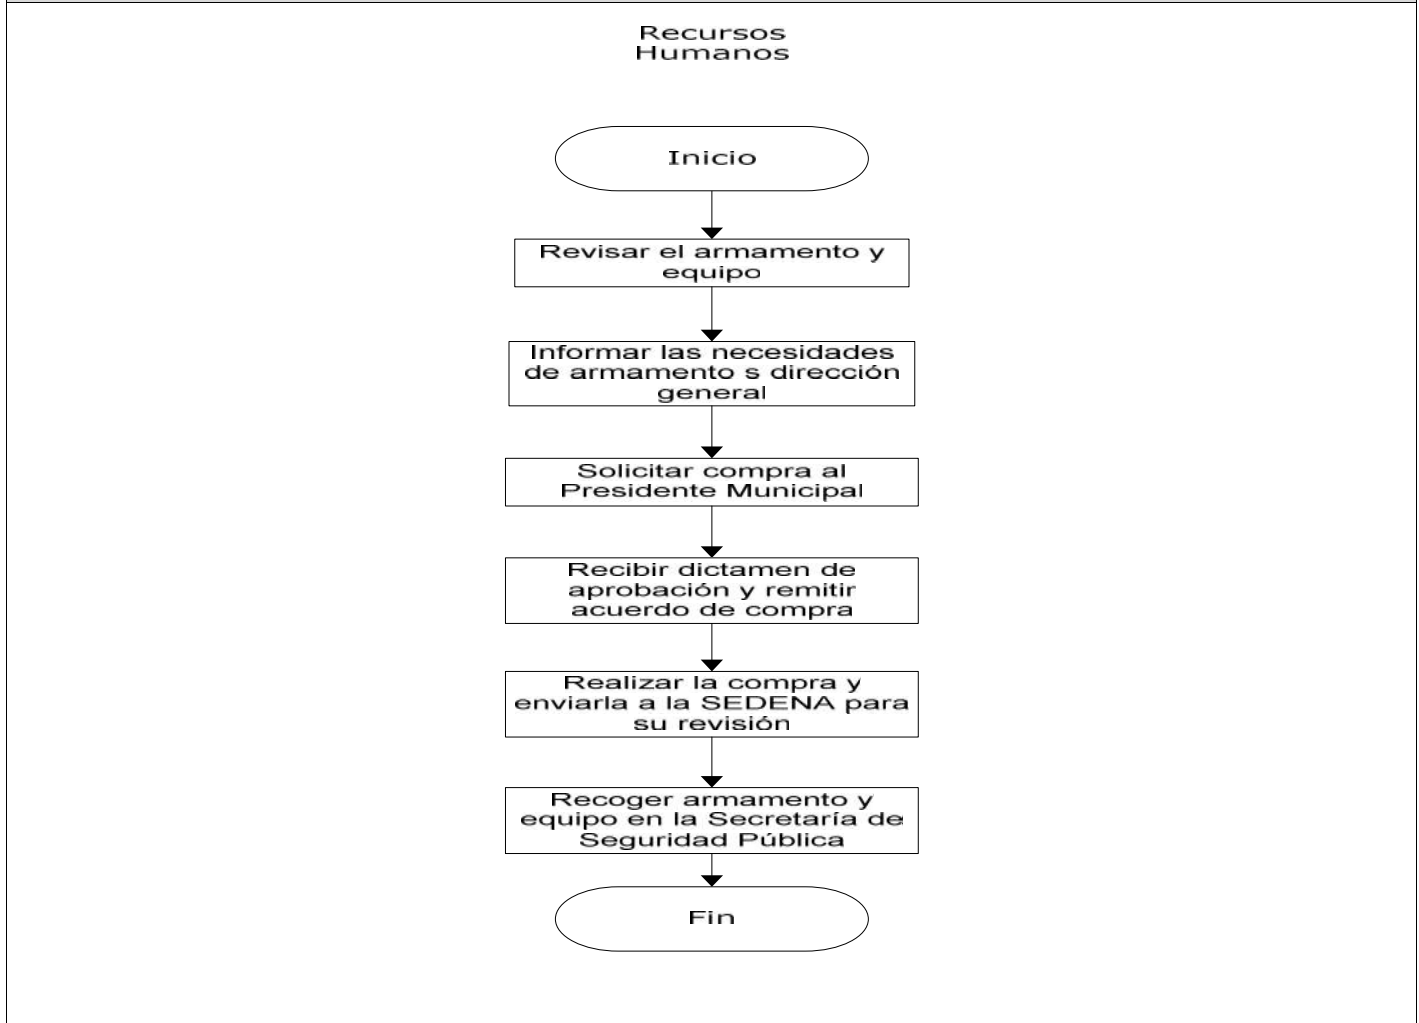 Recursos
Humanos
Inicio
Revisar el armamento y
equipo
Informar las necesidades
de armamento s dirección
general
Solicitar compra al
Presidente Municipal
Recibir dictamen de
aprobación y remitir
acuerdo de compra
Realizar la compra y
enviarla a la SEDENA para
su revisión
Recoger armamento y
equipo en la Secretaría de
Seguridad Pública
Fin